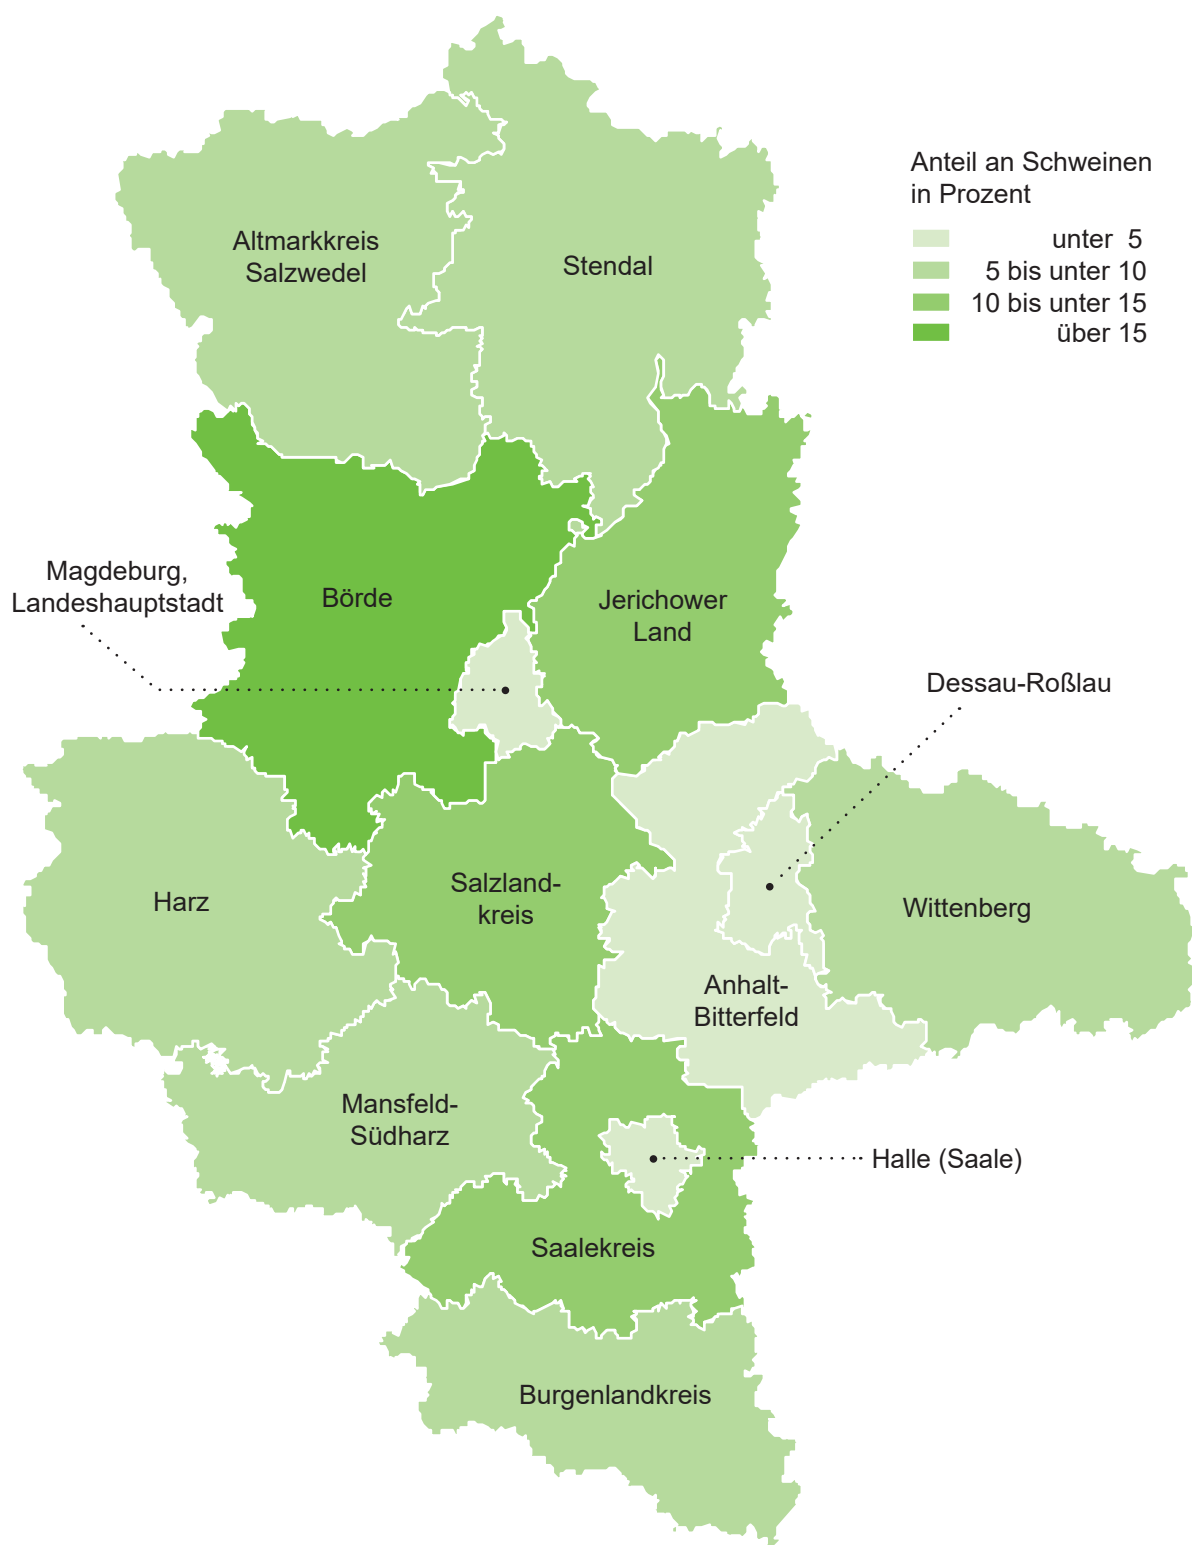 Anteil an Schweinen
in Prozent
unter 5
5 bis unter 10
10 bis unter 15
über 15
Altmarkkreis
Salzwedel
Stendal
Magdeburg,
Landeshauptstadt
Börde
Jerichower
Land
Dessau-Roßlau
Harz
Salzland-
kreis
Wittenberg
Anhalt-
Bitterfeld
Mansfeld-
Südharz
Halle (Saale)
Saalekreis
Burgenlandkreis